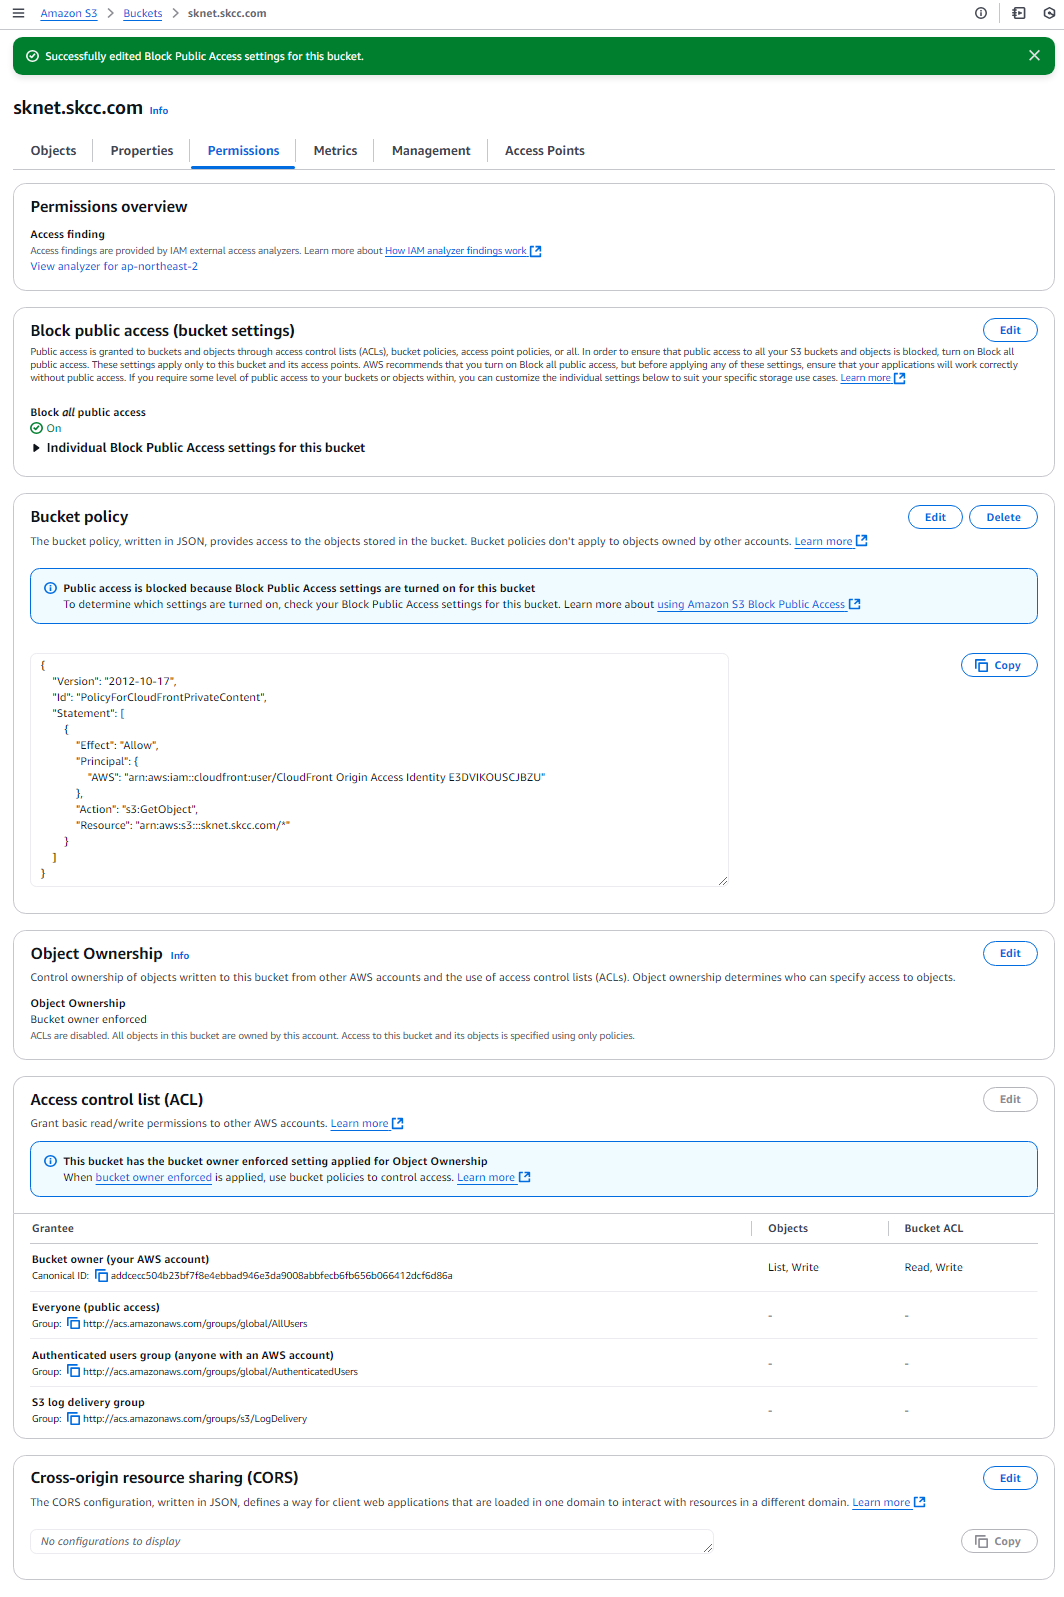 Amazon S3 > Buckets > sknet.skcc.com
Successfully edited Block Public Access settings for this bucket.
sknet.skcc.com Info
Objects Properties Permissions Metrics Management Access Points
Permissions overview
Access finding
Access findings are provided by IAM external access analyzers. Learn more about How IAM analyzer findings work
View analyzer for ap-northeast-2
Block public access (bucket settings) Edit
Public access is granted to buckets and objects through access control lists (ACLs), bucket policies, access point policies, or all. In order to ensure that public access to all your S3 buckets and objects is blocked, turn on Block all
public access. These settings apply only to this bucket and its access points. AWS recommends that you turn on Block all public access, but before applying any of these settings, ensure that your applications will work correctly
without public access. If you require some level of public access to your buckets or objects within, you can customize the individual settings below to suit your specific storage use cases. Learn more
Block all public access
On
Individual Block Public Access settings for this bucket
Bucket policy Edit Delete
The bucket policy, written in JSON, provides access to the objects stored in the bucket. Bucket policies don't apply to objects owned by other accounts. Learn more
Public access is blocked because Block Public Access settings are turned on for this bucket
To determine which settings are turned on, check your Block Public Access settings for this bucket. Learn more about using Amazon S3 Block Public Access
{ Copy
"Version": "2012-10-17",
"Id": "PolicyForCloudFrontPrivateContent",
"Statement": [
{
"Effect": "Allow",
"Principal": {
"AWS": "arn:aws:iam::cloudfront:user/CloudFront Origin Access Identity E3DVIKOUSCJBZU"
},
"Action": "s3:GetObject",
"Resource": "arn:aws:s3:::sknet.skcc.com/*"
}
]
}
Object Ownership Info Edit
Control ownership of objects written to this bucket from other AWS accounts and the use of access control lists (ACLs). Object ownership determines who can specify access to objects.
Object Ownership
Bucket owner enforced
ACLs are disabled. All objects in this bucket are owned by this account. Access to this bucket and its objects is specified using only policies.
Access control list (ACL) Edit
Grant basic read/write permissions to other AWS accounts. Learn more
This bucket has the bucket owner enforced setting applied for Object Ownership
When bucket owner enforced is applied, use bucket policies to control access. Learn more
Grantee Objects Bucket ACL
Bucket owner (your AWS account)
Canonical ID: addcecc504b23bf7f8e4ebbad946e3da9008abbfecb6fb656b066412dcf6d86a List, Write Read, Write
Everyone (public access)
Group: http://acs.amazonaws.com/groups/global/AllUsers - -
Authenticated users group (anyone with an AWS account)
Group: http://acs.amazonaws.com/groups/global/AuthenticatedUsers - -
S3 log delivery group
Group: http://acs.amazonaws.com/groups/s3/LogDelivery - -
Cross-origin resource sharing (CORS) Edit
The CORS configuration, written in JSON, defines a way for client web applications that are loaded in one domain to interact with resources in a different domain. Learn more
No configurations to display Copy